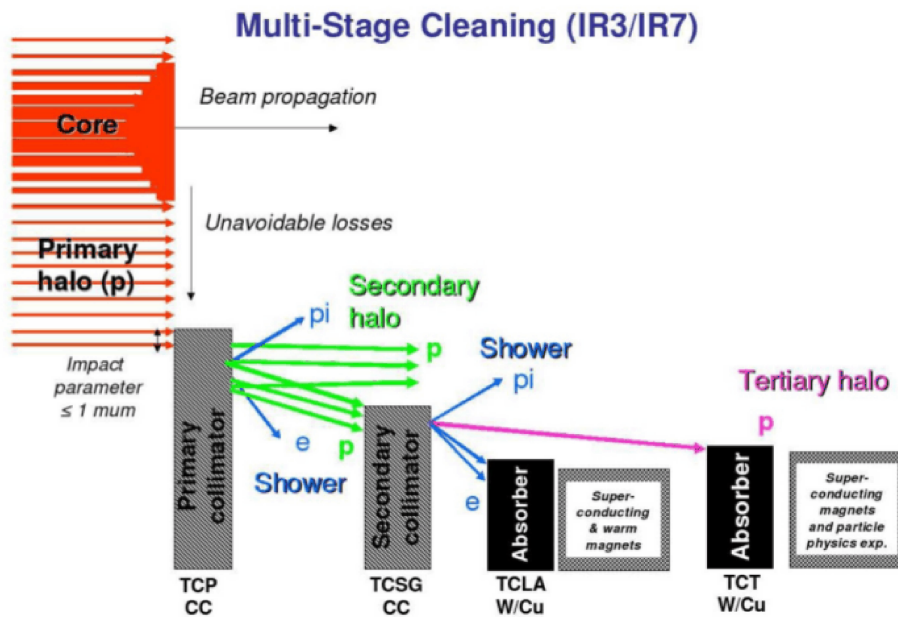 Multi-Stage Cleaning (IR3/IR7)
Core
Beam propagation
Unavoidable losses
Primary
halo (p)
Impact
parameter
≤ 1 mum
Primary
collimator
pi
Secondary
halo
p
e
p
Shower
Secondary
collimator
Shower
pi
e
Tertiary halo
p
Absorber
Super-
conducting
& warm
magnets
Absorber
Super-
conducting
magnets
and particle
physics exp.
TCP
CC
TCSG
CC
TCLA
W/Cu
TCT
W/Cu